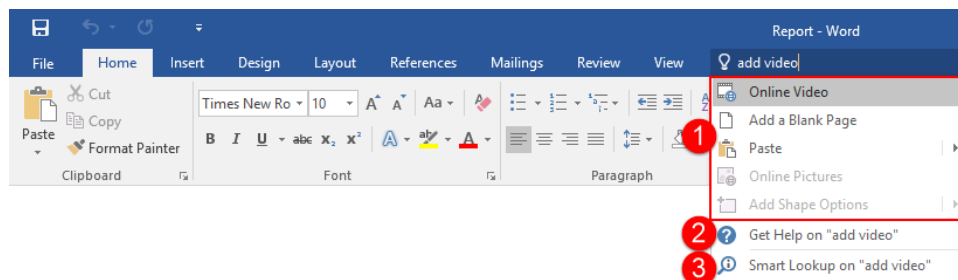 Report - Word
File Home Insert Design Layout References Mailings Review View add video
Cut
Copy
Format Painter
Paste
Clipboard
Times New Ro 10 A A Aa
B I U abc X₂ X² A ab A
Font
Paragraph
1
Online Video
Add a Blank Page
Paste
Online Pictures
Add Shape Options
2 Get Help on "add video"
3 Smart Lookup on "add video"